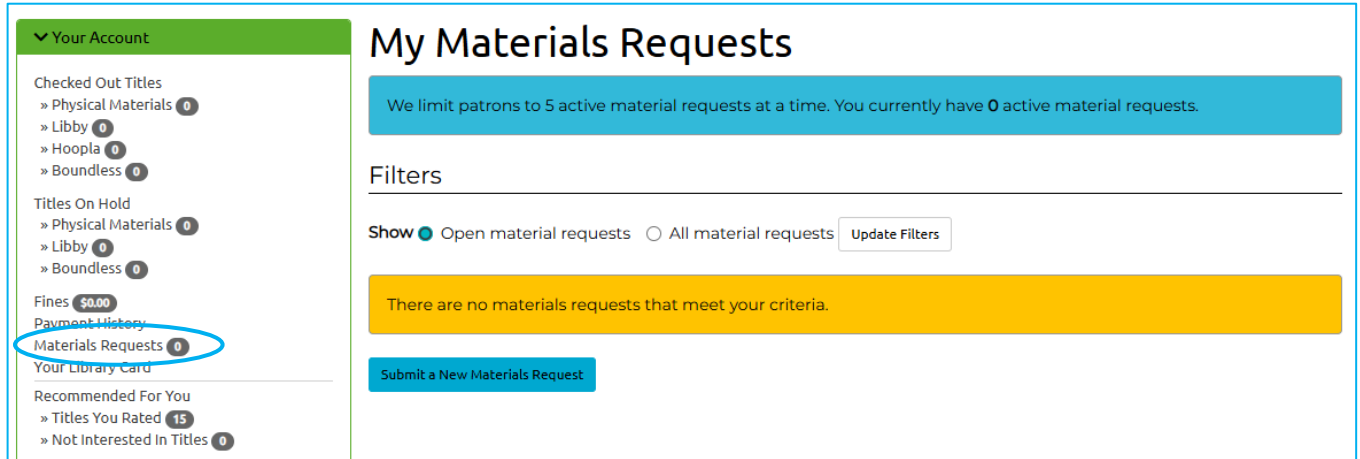 Your Account
Checked Out Titles
» Physical Materials 0
» Libby 0
» Hoopla 0
» Boundless 0
Titles On Hold
» Physical Materials 0
» Libby 0
» Boundless 0
Fines $0.00
Payment History
Materials Requests 0
Your Library Card
Recommended For You
» Titles You Rated 15
» Not Interested In Titles 0
My Materials Requests
We limit patrons to 5 active material requests at a time. You currently have 0 active material requests.
Filters
Show Open material requests All material requests Update Filters
There are no materials requests that meet your criteria.
Submit a New Materials Request